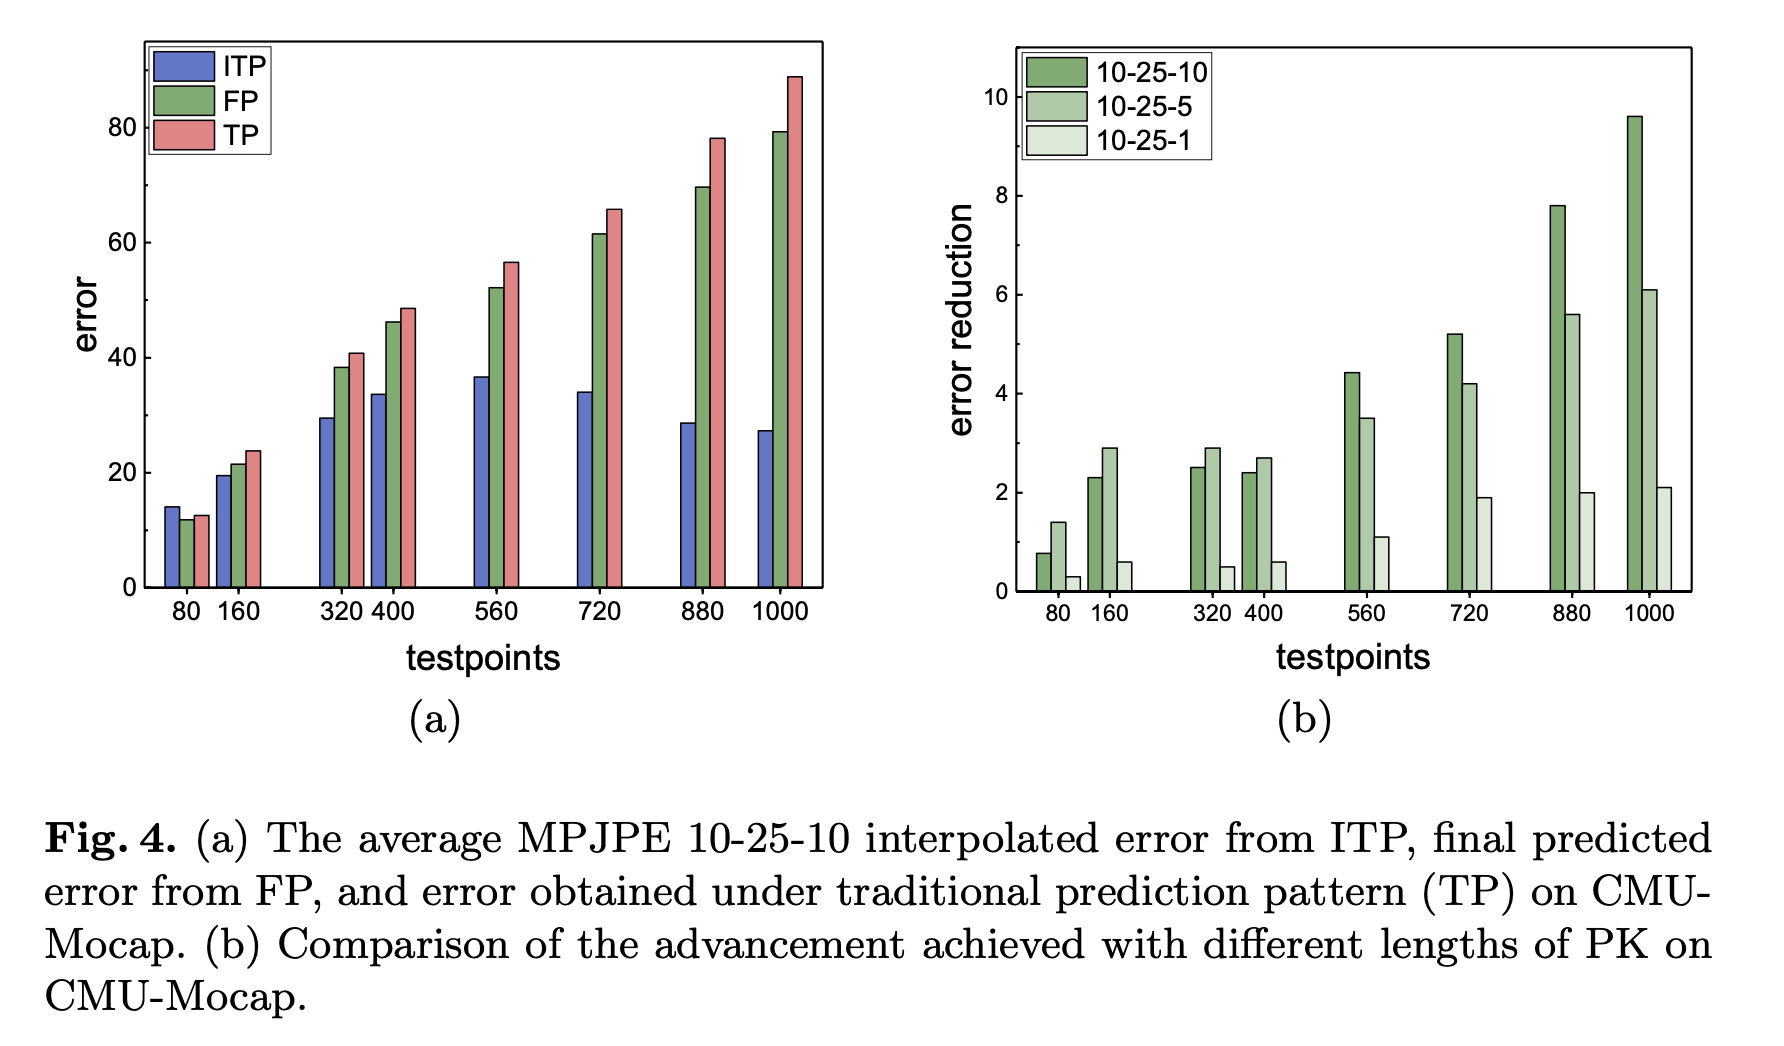 ITP
FP
TP
80
60
40
20
0
error
80 160 320 400 560 720 880 1000
testpoints
(a)
10-25-10
10-25-5
10-25-1
10
8
6
4
2
0
error reduction
80 160 320 400 560 720 880 1000
testpoints
(b)
Fig. 4. (a) The average MPJPE 10-25-10 interpolated error from ITP, final predicted
error from FP, and error obtained under traditional prediction pattern (TP) on CMU-
Mocap. (b) Comparison of the advancement achieved with different lengths of PK on
CMU-Mocap.